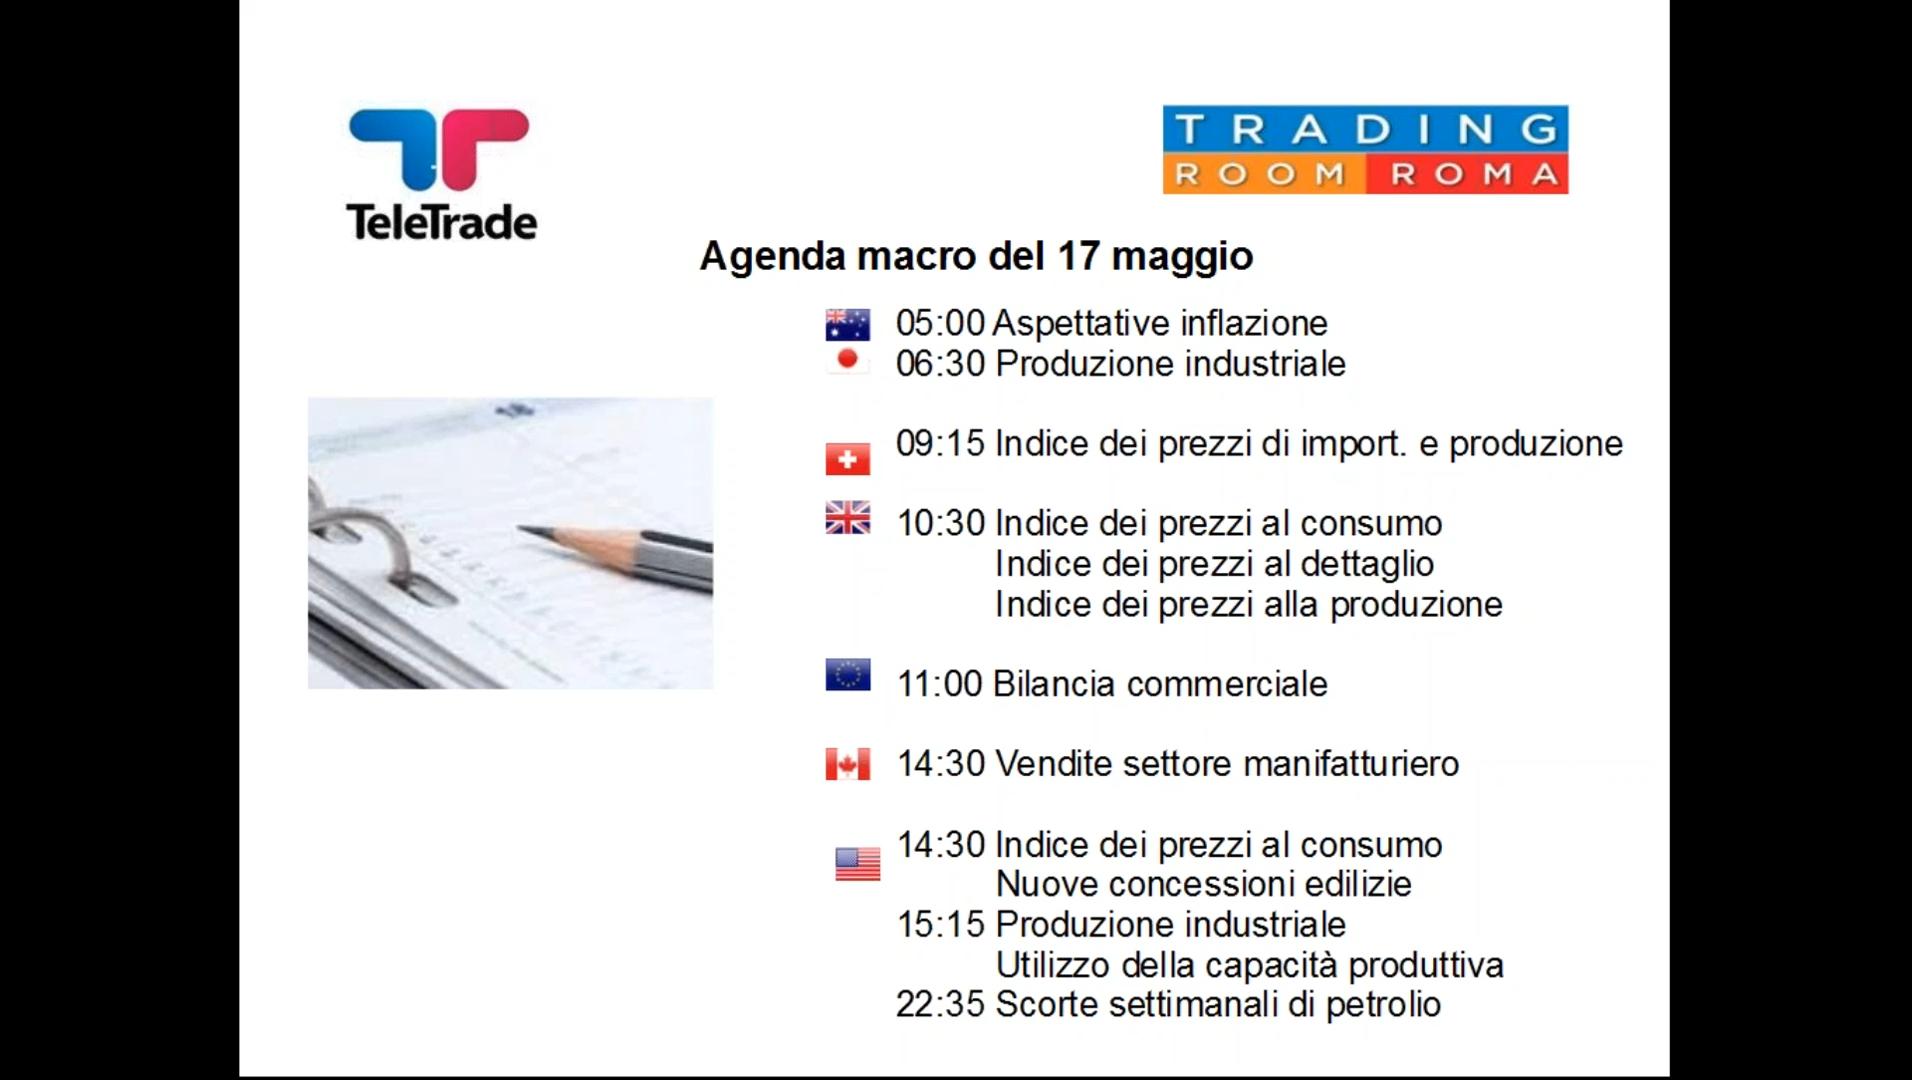 TeleTrade
TRADING
ROOM ROMA
Agenda macro del 17 maggio
05:00 Aspettative inflazione
06:30 Produzione industriale
09:15 Indice dei prezzi di import. e produzione
10:30 Indice dei prezzi al consumo
Indice dei prezzi al dettaglio
Indice dei prezzi alla produzione
11:00 Bilancia commerciale
14:30 Vendite settore manifatturiero
14:30 Indice dei prezzi al consumo
Nuove concessioni edilizie
15:15 Produzione industriale
Utilizzo della capacità produttiva
22:35 Scorte settimanali di petrolio